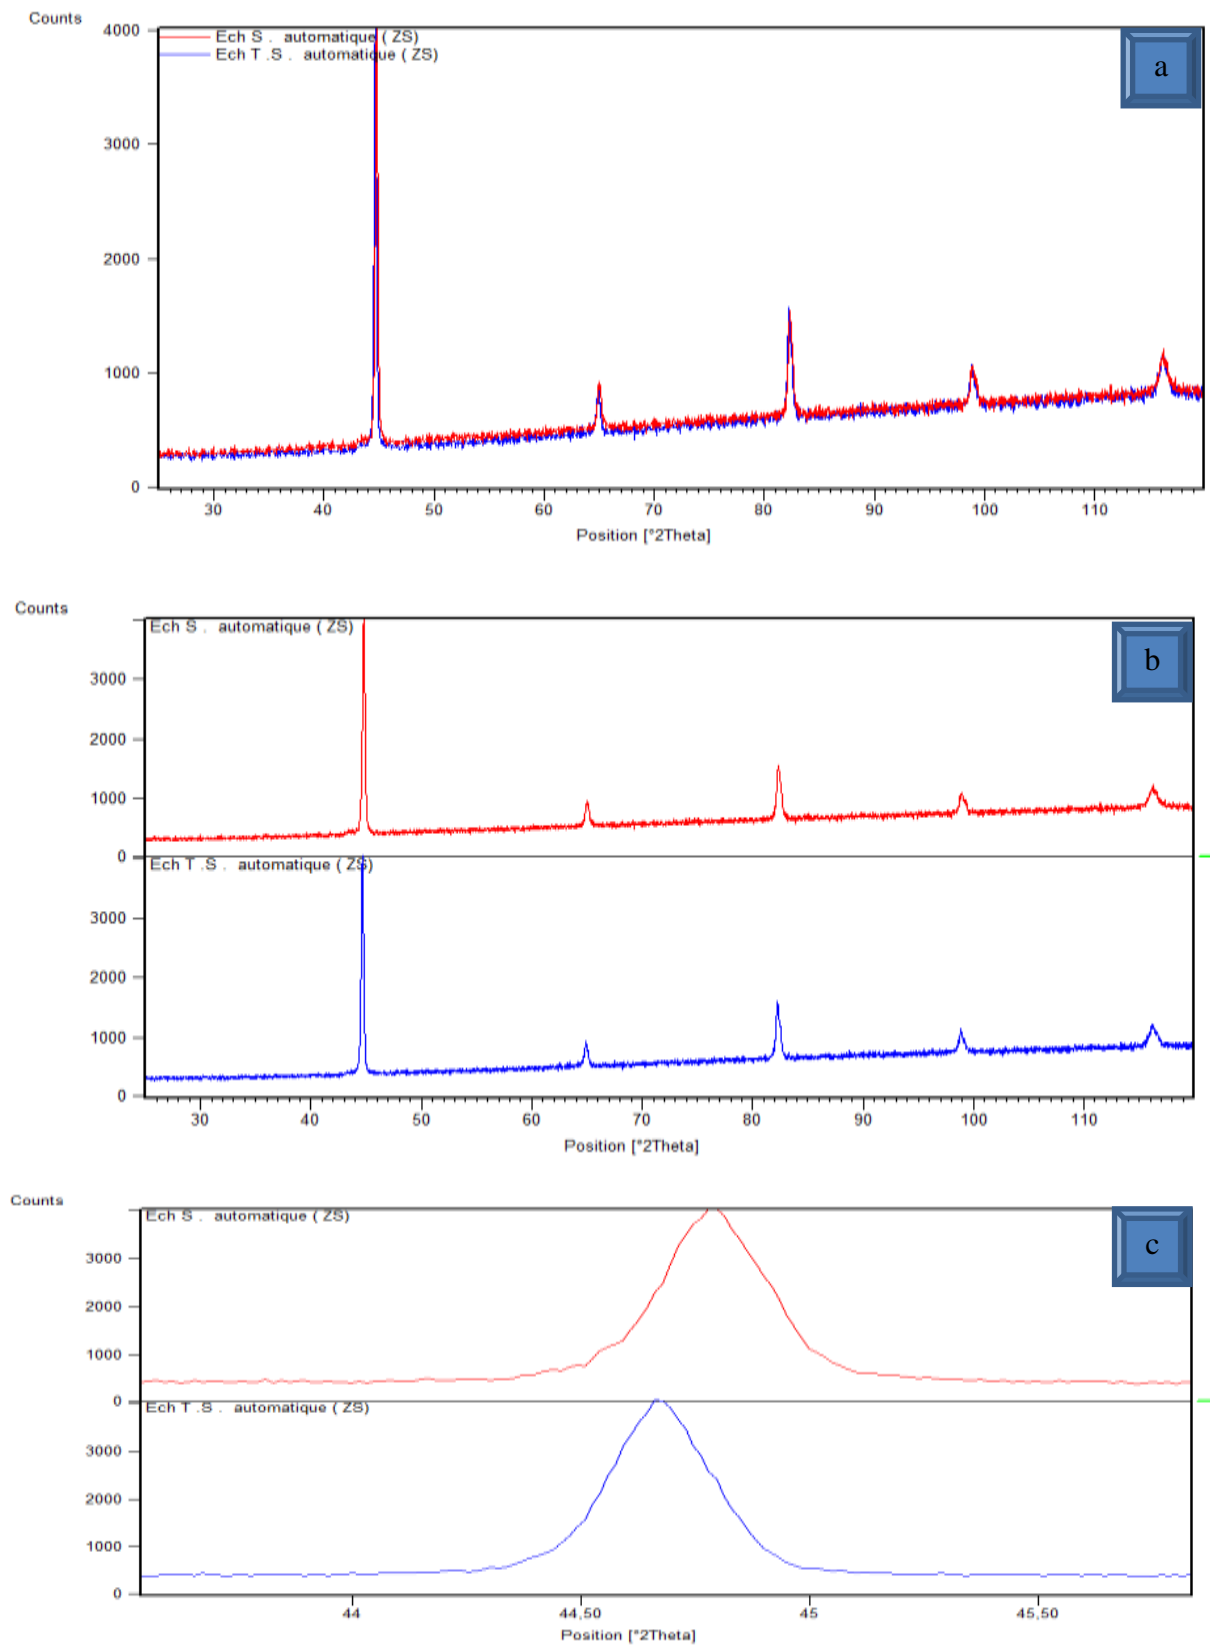 Counts
4000
Ech S . automatique ( ZS)
Ech T .S . automatique ( ZS)
a
3000
2000
1000
0
30 40 50 60 70 80 90 100 110
Position [°2Theta]
Counts
Ech S . automatique ( ZS)
b
3000
2000
1000
0
Ech T .S . automatique ( ZS)
3000
2000
1000
0
30 40 50 60 70 80 90 100 110
Position [°2Theta]
Counts
Ech S . automatique ( ZS)
c
3000
2000
1000
0
Ech T .S . automatique ( ZS)
3000
2000
1000
0
44 44,50 45 45,50
Position [°2Theta]